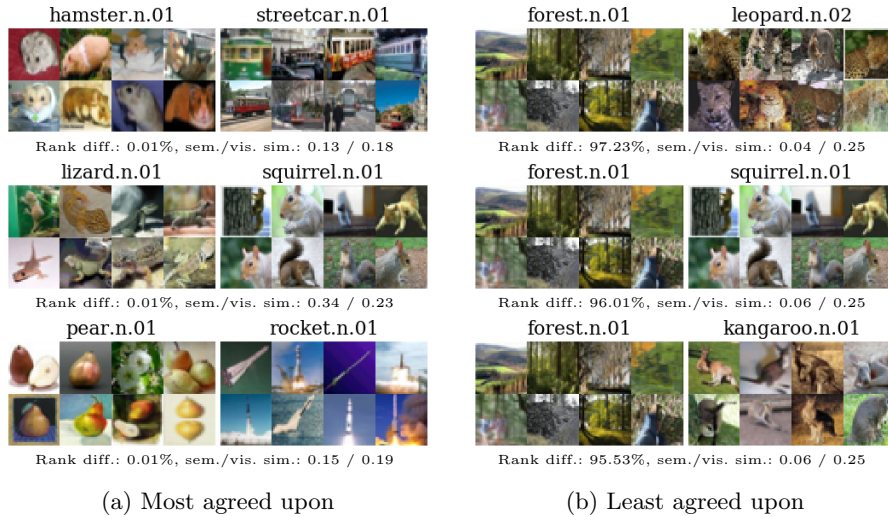 hamster.n.01 streetcar.n.01
Rank diff.: 0.01%, sem./vis. sim.: 0.13 / 0.18
lizard.n.01 squirrel.n.01
Rank diff.: 0.01%, sem./vis. sim.: 0.34 / 0.23
pear.n.01 rocket.n.01
Rank diff.: 0.01%, sem./vis. sim.: 0.15 / 0.19
(a) Most agreed upon
forest.n.01 leopard.n.02
Rank diff.: 97.23%, sem./vis. sim.: 0.04 / 0.25
forest.n.01 squirrel.n.01
Rank diff.: 96.01%, sem./vis. sim.: 0.06 / 0.25
forest.n.01 kangaroo.n.01
Rank diff.: 95.53%, sem./vis. sim.: 0.06 / 0.25
(b) Least agreed upon